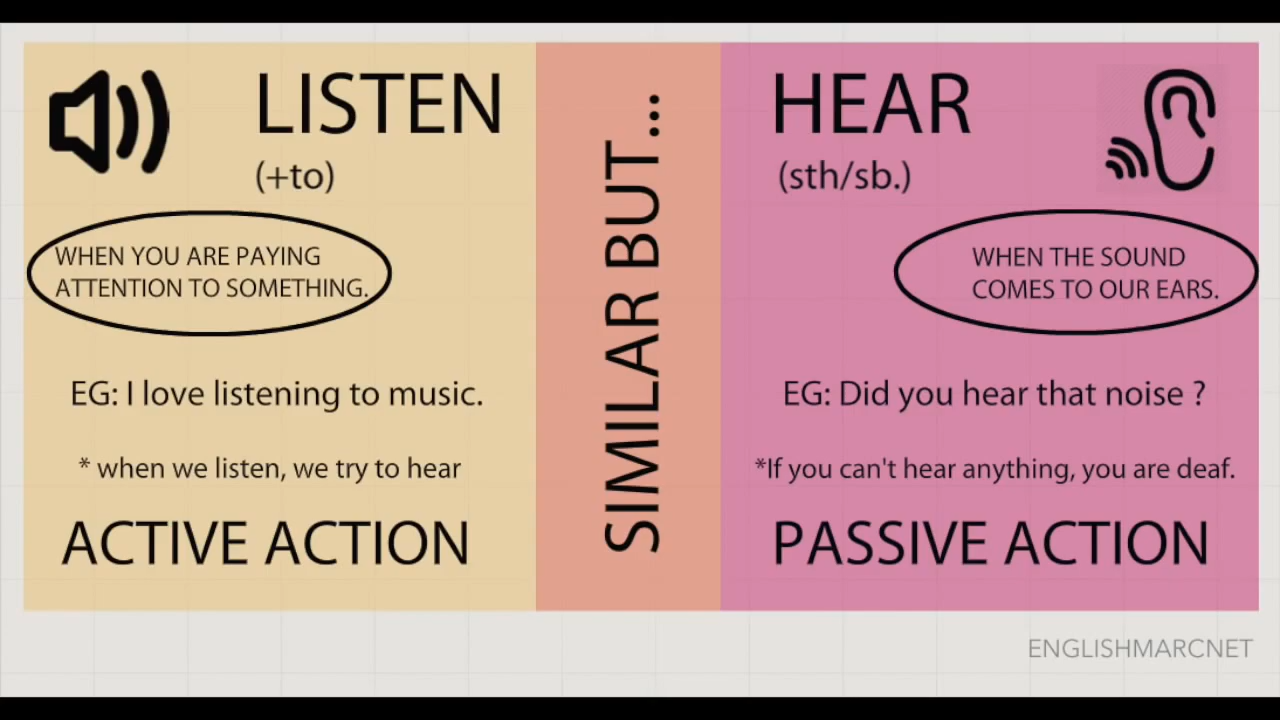 LISTEN
(+to)
WHEN YOU ARE PAYING
ATTENTION TO SOMETHING.
EG: I love listening to music.
* when we listen, we try to hear
ACTIVE ACTION
SIMILAR BUT...
HEAR
(sth/sb.)
WHEN THE SOUND
COMES TO OUR EARS.
EG: Did you hear that noise ?
*If you can't hear anything, you are deaf.
PASSIVE ACTION
ENGLISHMARCNET